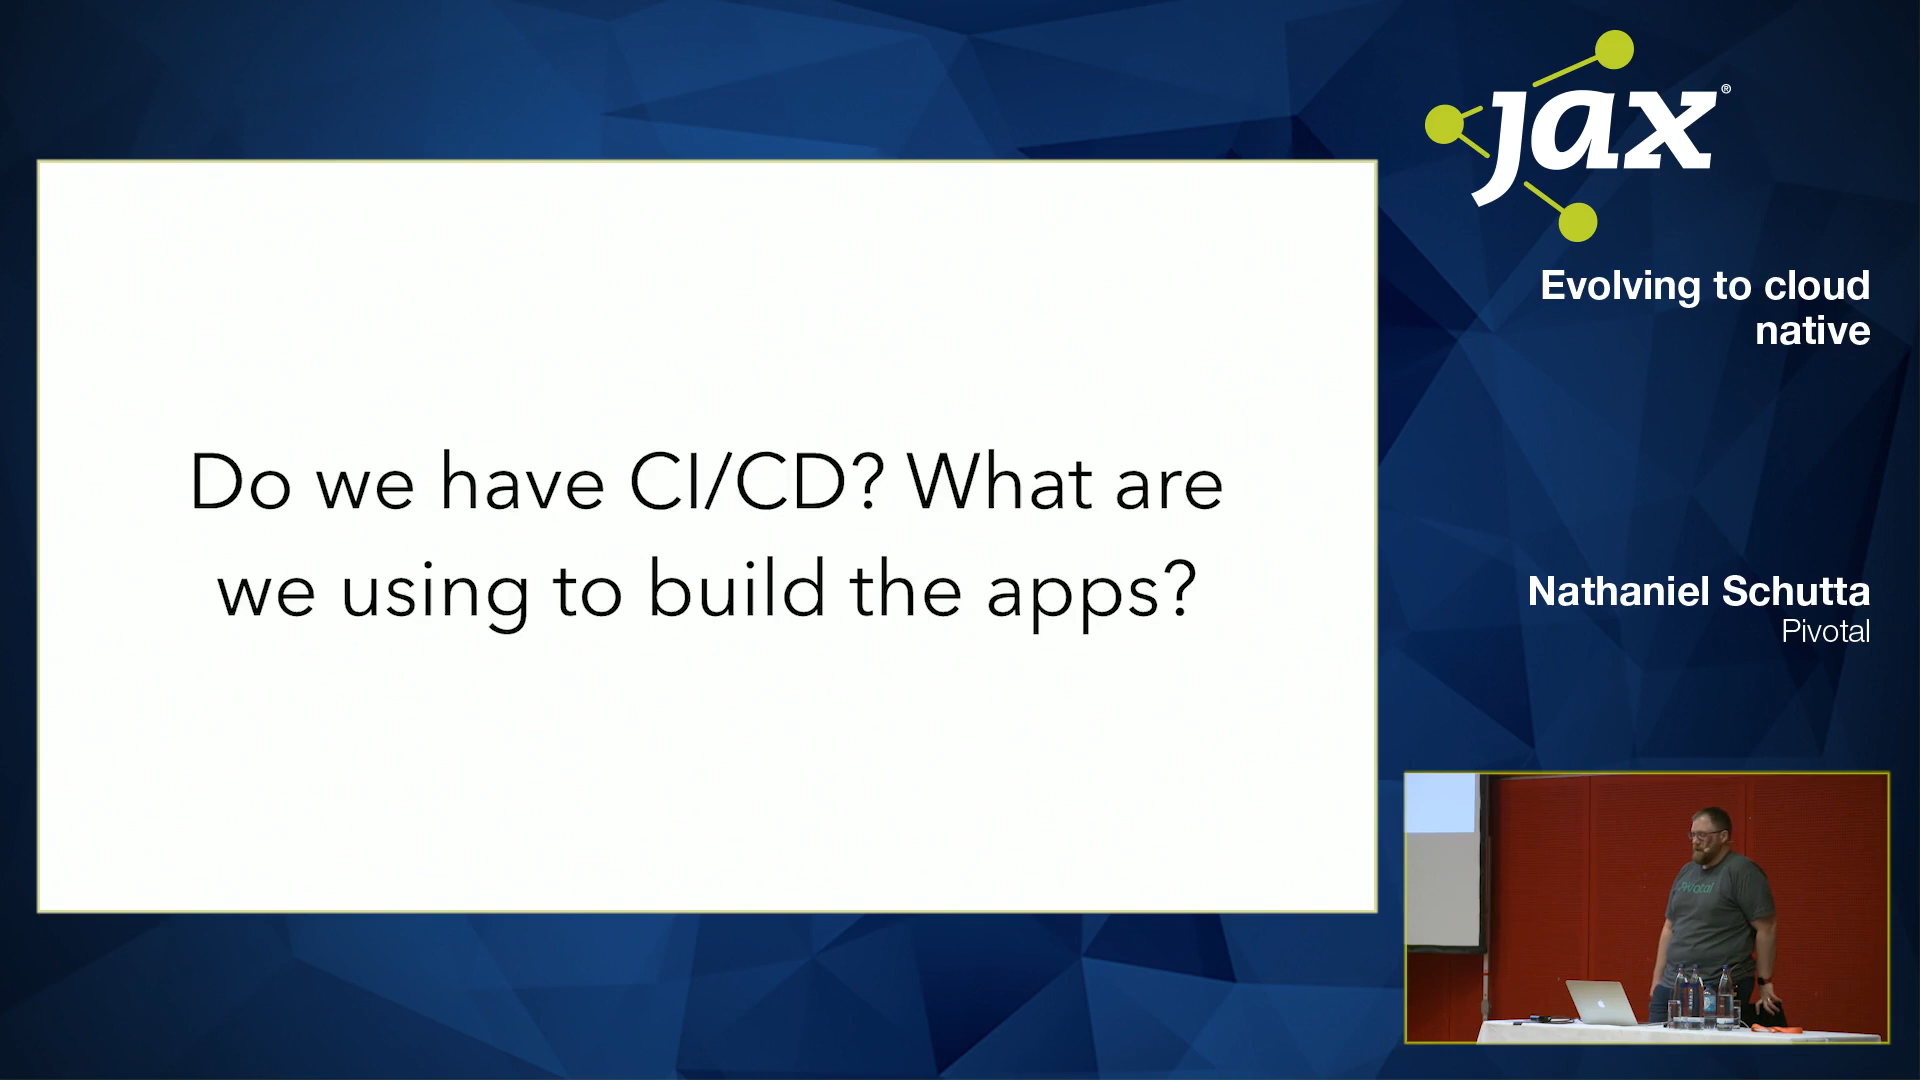 Do we have CI/CD? What are
we using to build the apps?
jax®
Evolving to cloud
native
Nathaniel Schutta
Pivotal
Pivotal